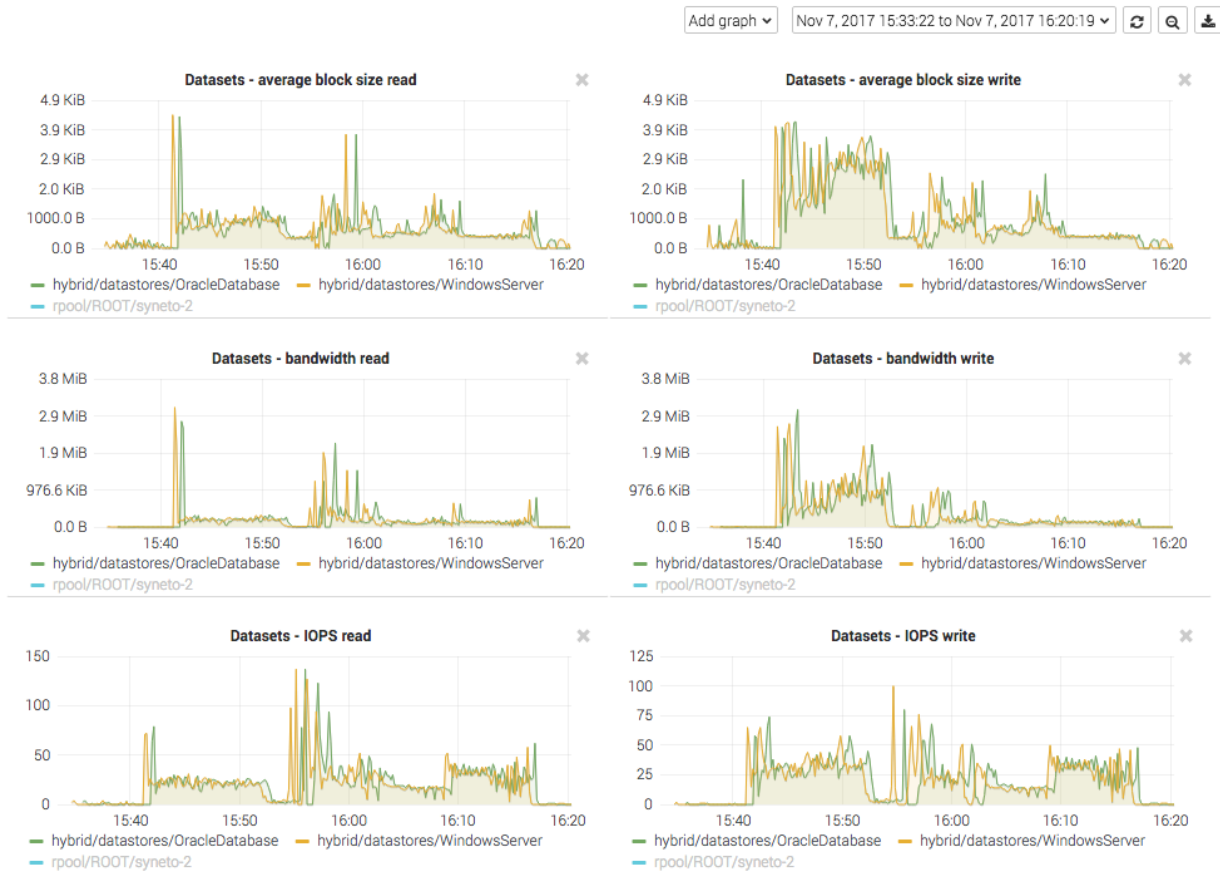 Add graph Nov 7, 2017 15:33:22 to Nov 7, 2017 16:20:19
Datasets - average block size read
4.9 KiB
3.9 KiB
2.9 KiB
2.0 KiB
1000.0 B
0.0 B
15:40 15:50 16:00 16:10 16:20
hybrid/datastores/OracleDatabase hybrid/datastores/WindowsServer
rpool/ROOT/syneto-2
Datasets - average block size write
4.9 KiB
3.9 KiB
2.9 KiB
2.0 KiB
1000.0 B
0.0 B
15:40 15:50 16:00 16:10 16:20
hybrid/datastores/OracleDatabase hybrid/datastores/WindowsServer
rpool/ROOT/syneto-2
Datasets - bandwidth read
3.8 MiB
2.9 MiB
1.9 MiB
976.6 KiB
0.0 B
15:40 15:50 16:00 16:10 16:20
hybrid/datastores/OracleDatabase hybrid/datastores/WindowsServer
rpool/ROOT/syneto-2
Datasets - bandwidth write
3.8 MiB
2.9 MiB
1.9 MiB
976.6 KiB
0.0 B
15:40 15:50 16:00 16:10 16:20
hybrid/datastores/OracleDatabase hybrid/datastores/WindowsServer
rpool/ROOT/syneto-2
Datasets - IOPS read
150
100
50
0
15:40 15:50 16:00 16:10 16:20
hybrid/datastores/OracleDatabase hybrid/datastores/WindowsServer
rpool/ROOT/syneto-2
Datasets - IOPS write
125
100
75
50
25
0
15:40 15:50 16:00 16:10 16:20
hybrid/datastores/OracleDatabase hybrid/datastores/WindowsServer
rpool/ROOT/syneto-2